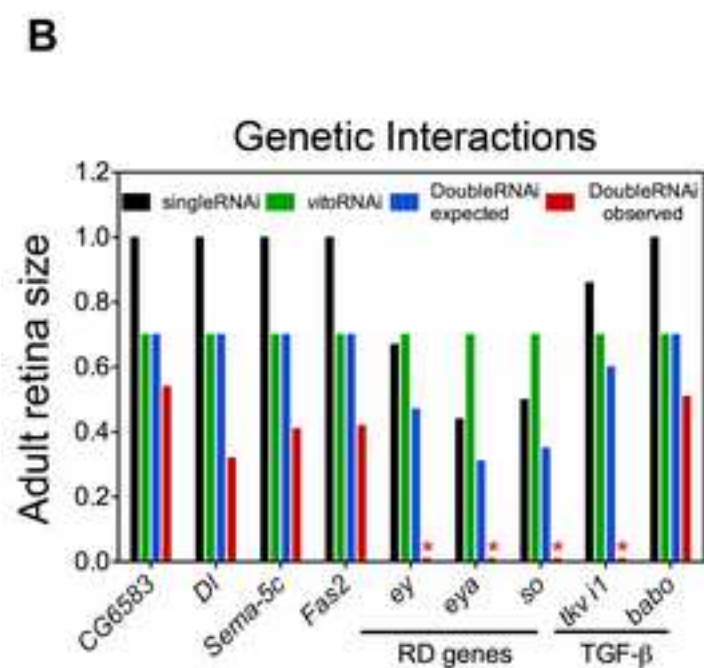 B
Genetic Interactions
1.2
1.0
0.8
0.6
0.4
0.2
0.0
Adult retina size
singleRNAi
vitoRNAi
DoubleRNAi
expected
DoubleRNAi
observed
*
*
*
*
CG6583
Dl
Sema-5c
Fas2
ey
eya
so
tkv i1
babo
RD genes
TGF-β